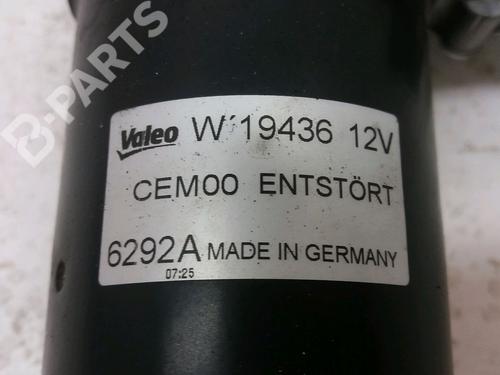 B-PARTS
Valeo W´19436 12V
CEM00 ENTSTÖRT
6292A MADE IN GERMANY
07:25